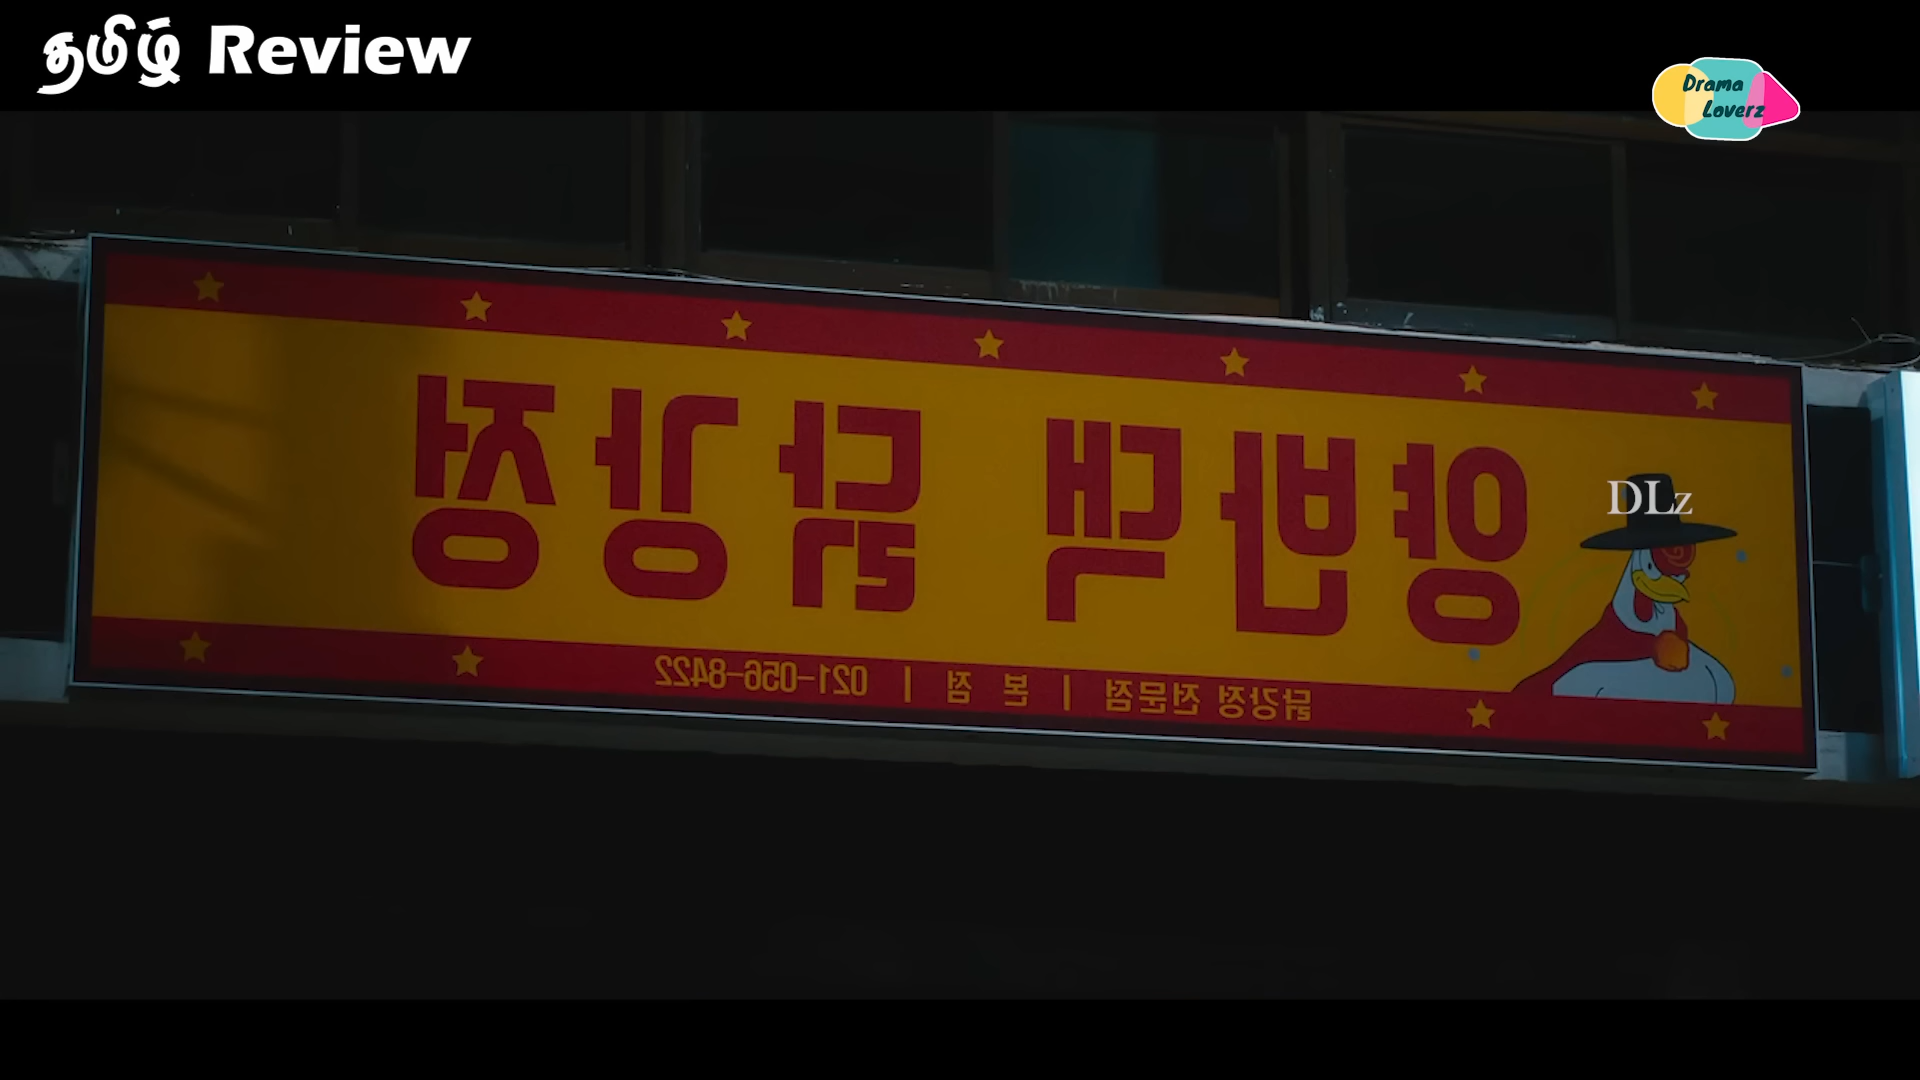 தமிழ் Review
Drama
Loverz
DLz
양반댁 닭강정
닭강정 전문점 | 본 점 | 021-056-8422